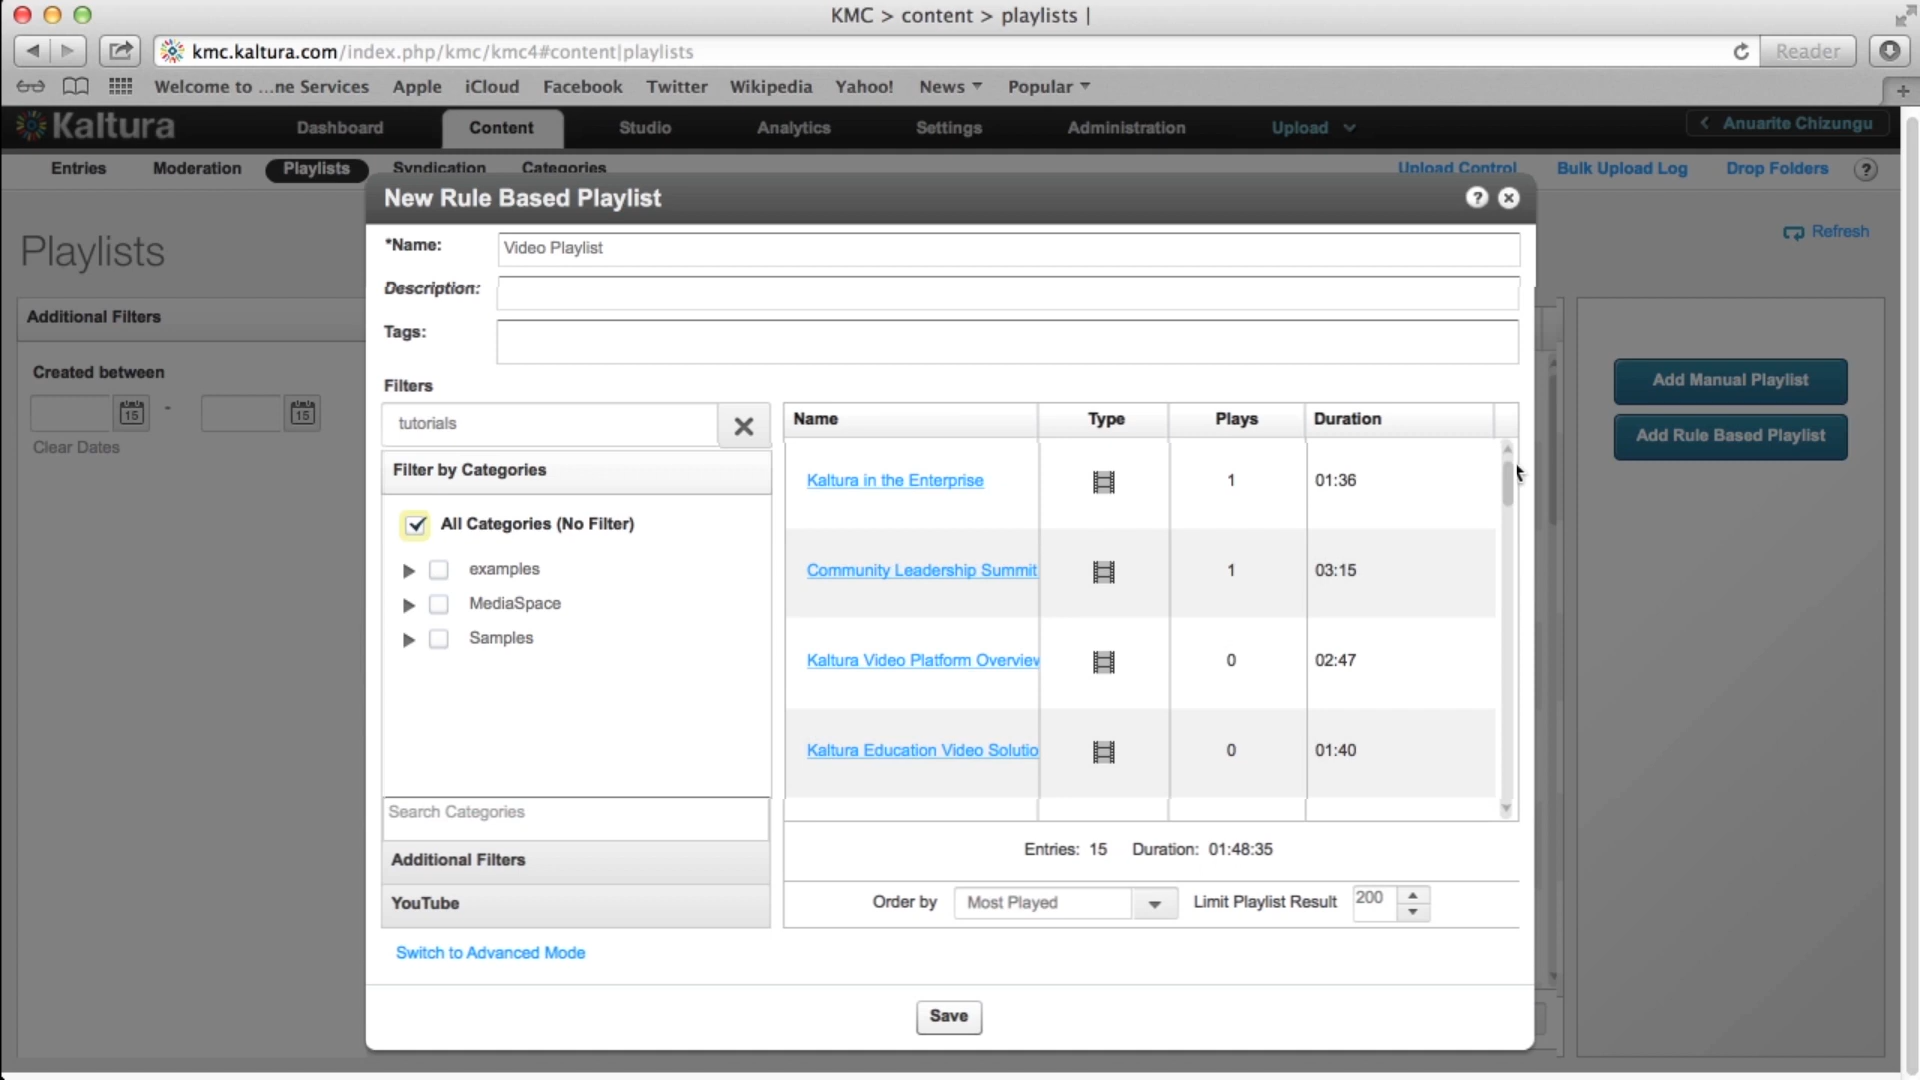 KMC > content > playlists |
kmc.kaltura.com/index.php/kmc/kmc4#content|playlists
Reader
Welcome to ...ne Services Apple iCloud Facebook Twitter Wikipedia Yahoo! News Popular
Kaltura Dashboard Content Studio Analytics Settings Administration Upload < Anuarite Chizungu
Entries Moderation Playlists Syndication Categories Upload Control Bulk Upload Log Drop Folders ?
New Rule Based Playlist ?
Playlists
Refresh
*Name: Video Playlist
Description:
Tags:
Additional Filters
Created between
15 - 15
Clear Dates
Add Manual Playlist
Add Rule Based Playlist
Filters
tutorials
Filter by Categories
All Categories (No Filter)
examples
MediaSpace
Samples
Search Categories
Additional Filters
YouTube
Switch to Advanced Mode
Name Type Plays Duration
Kaltura in the Enterprise 1 01:36
Community Leadership Summit 1 03:15
Kaltura Video Platform Overview 0 02:47
Kaltura Education Video Solutio 0 01:40
Entries: 15 Duration: 01:48:35
Order by Most Played Limit Playlist Result 200
Save